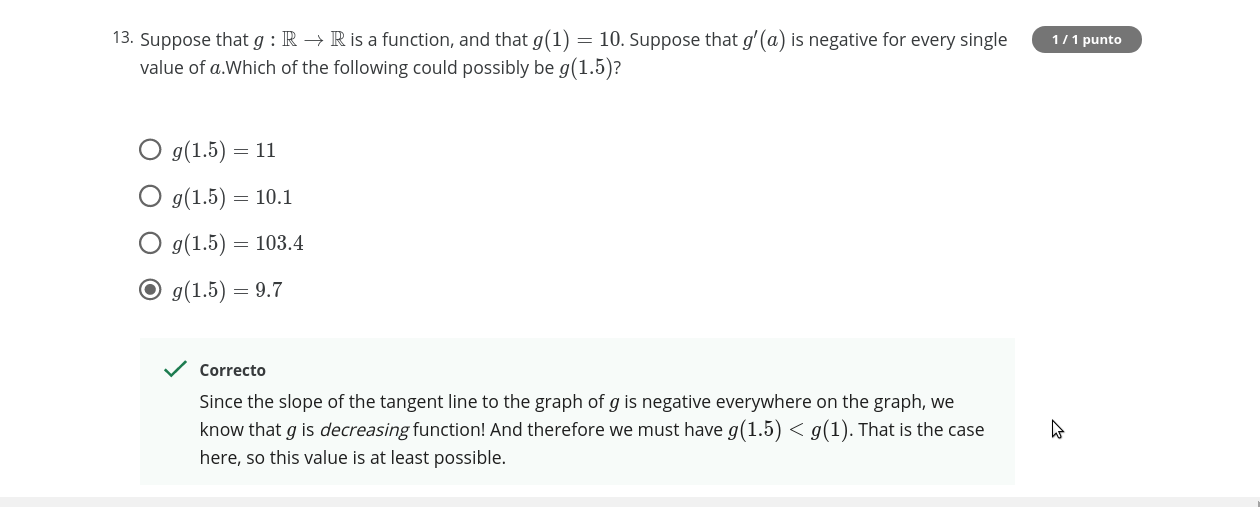 13. Suppose that g : ℝ → ℝ is a function, and that g(1) = 10. Suppose that g′(a) is negative for every single
1 / 1 punto
value of a.Which of the following could possibly be g(1.5)?
g(1.5) = 11
g(1.5) = 10.1
g(1.5) = 103.4
g(1.5) = 9.7
Correcto
Since the slope of the tangent line to the graph of g is negative everywhere on the graph, we
know that g is decreasing function! And therefore we must have g(1.5) < g(1). That is the case
here, so this value is at least possible.